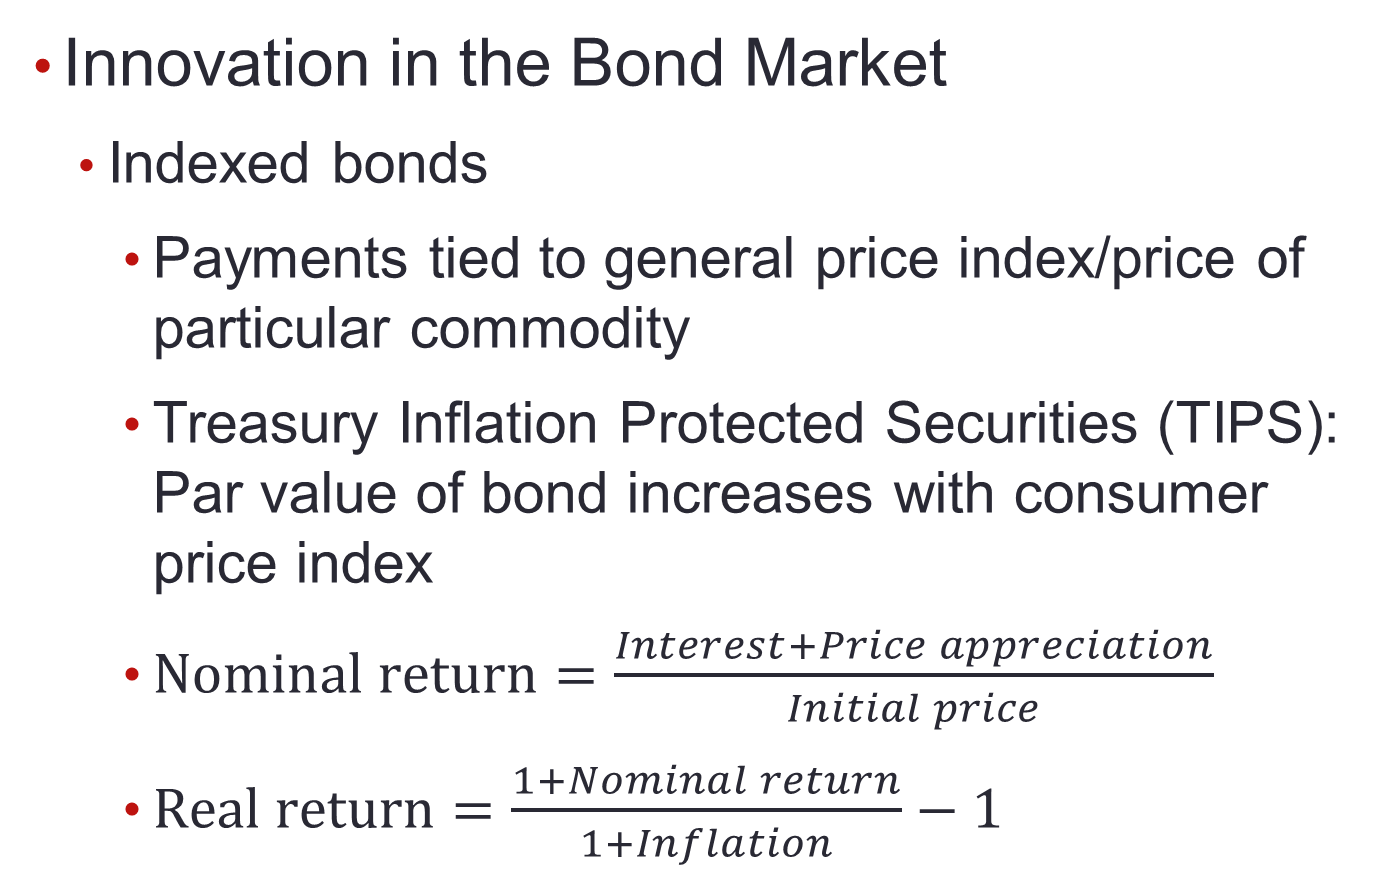 • Innovation in the Bond Market
• Indexed bonds
• Payments tied to general price index/price of
particular commodity
• Treasury Inflation Protected Securities (TIPS):
Par value of bond increases with consumer
price index
• Nominal return = \frac{Interest+Price appreciation}{Initial price}
• Real return = \frac{1+Nominal return}{1+Inflation} − 1